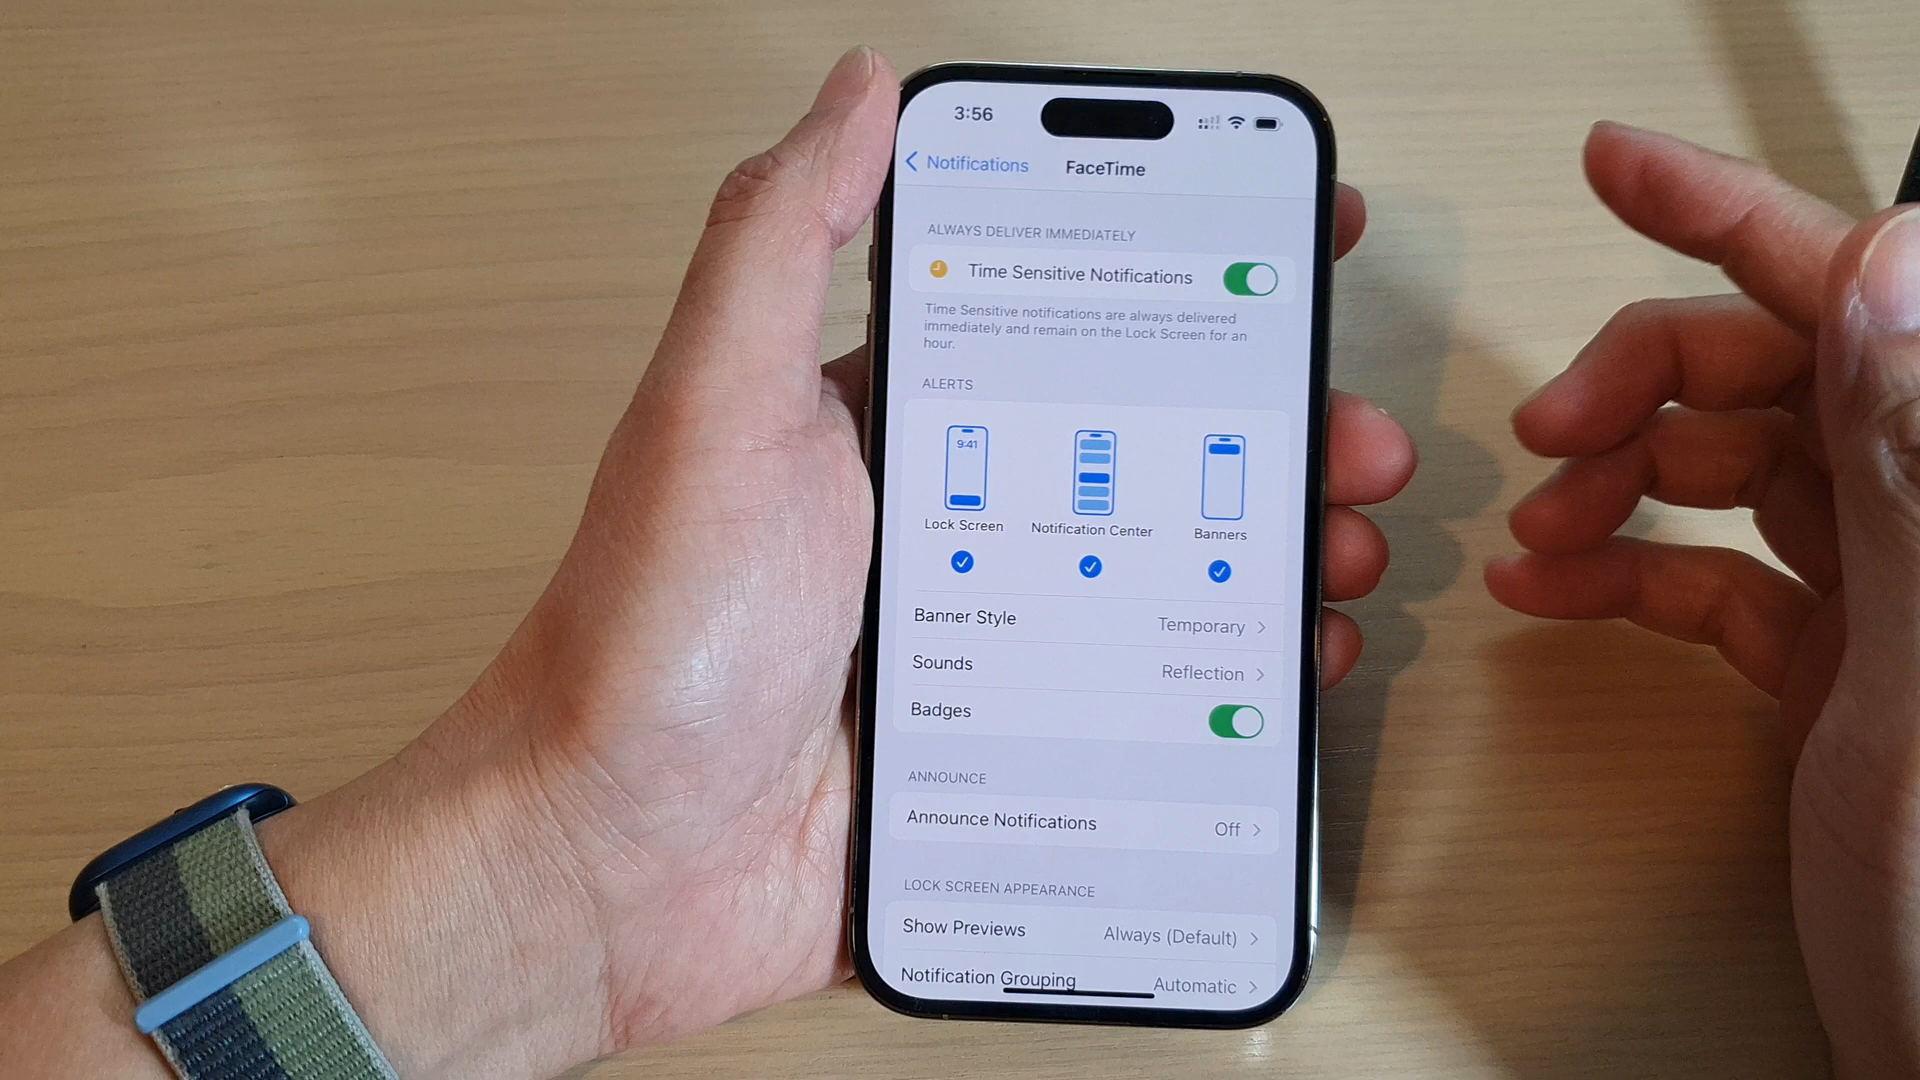 3:56
Notifications
FaceTime
ALWAYS DELIVER IMMEDIATELY
Time Sensitive Notifications
Time Sensitive notifications are always delivered
immediately and remain on the Lock Screen for an
hour.
ALERTS
9:41
Lock Screen
Notification Center
Banners
Banner Style
Temporary
Sounds
Reflection
Badges
ANNOUNCE
Announce Notifications
Off
LOCK SCREEN APPEARANCE
Show Previews
Always (Default)
Notification Grouping
Automatic